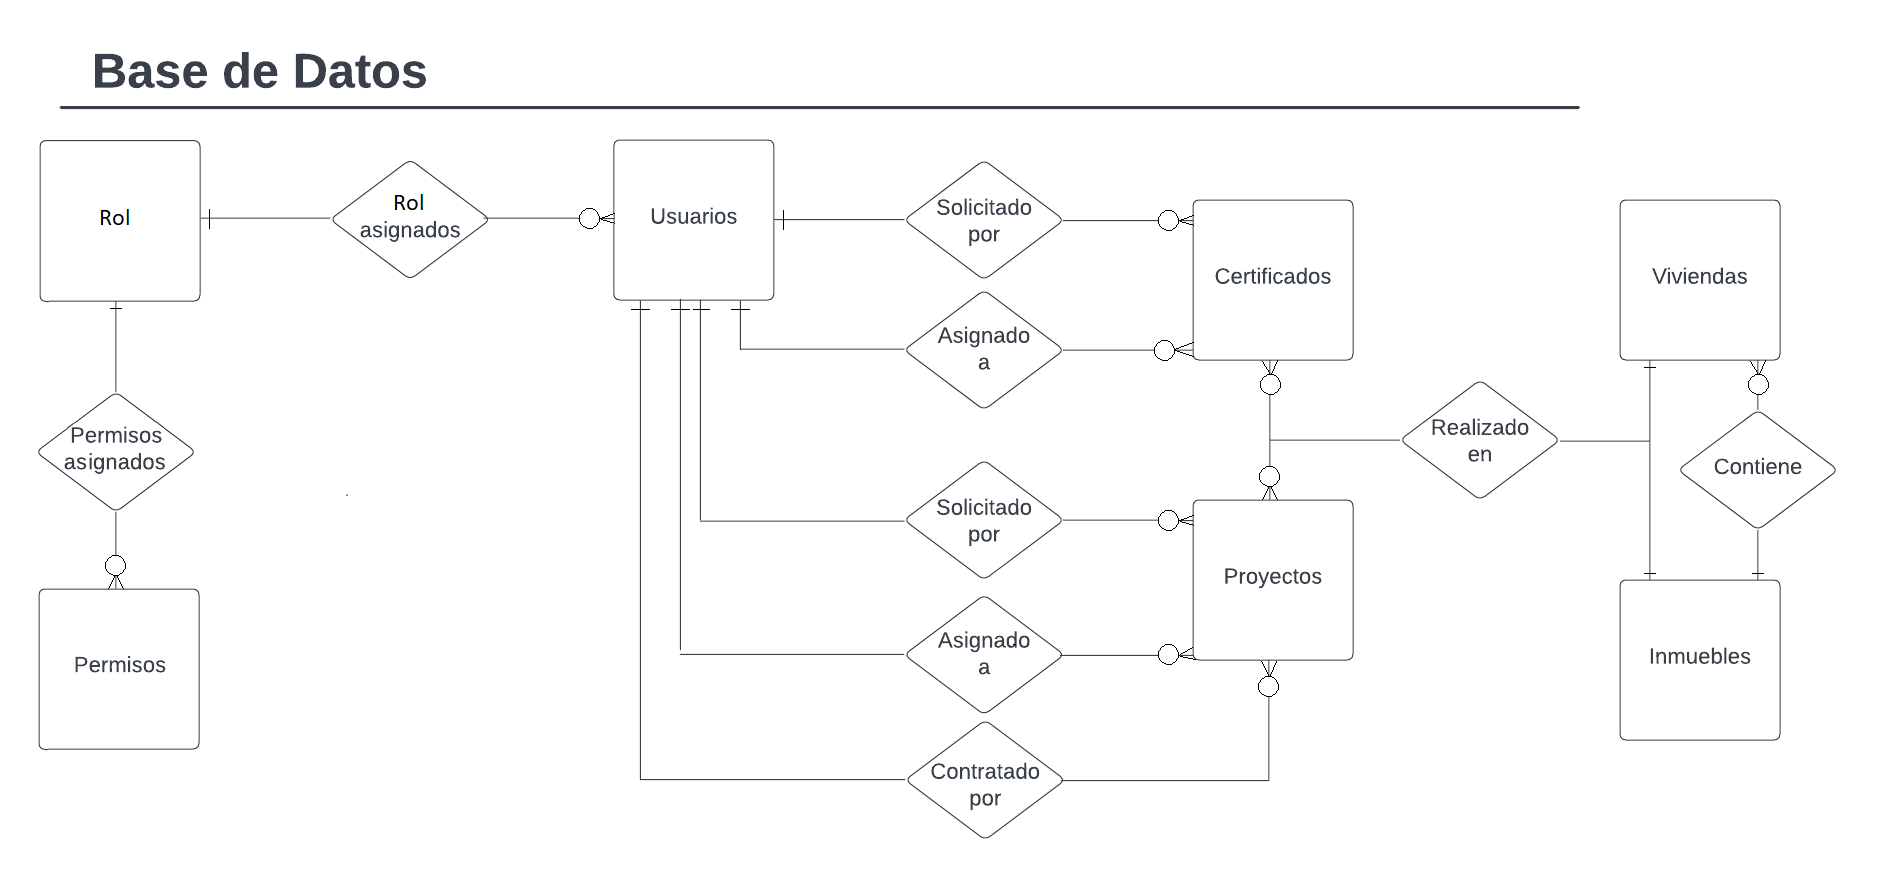 Base de Datos
Rol
Rol
asignados
Usuarios
Solicitado
por
Certificados
Viviendas
Asignado
a
Permisos
asignados
Realizado
en
Contiene
Solicitado
por
Proyectos
Permisos
Asignado
a
Inmuebles
Contratado
por